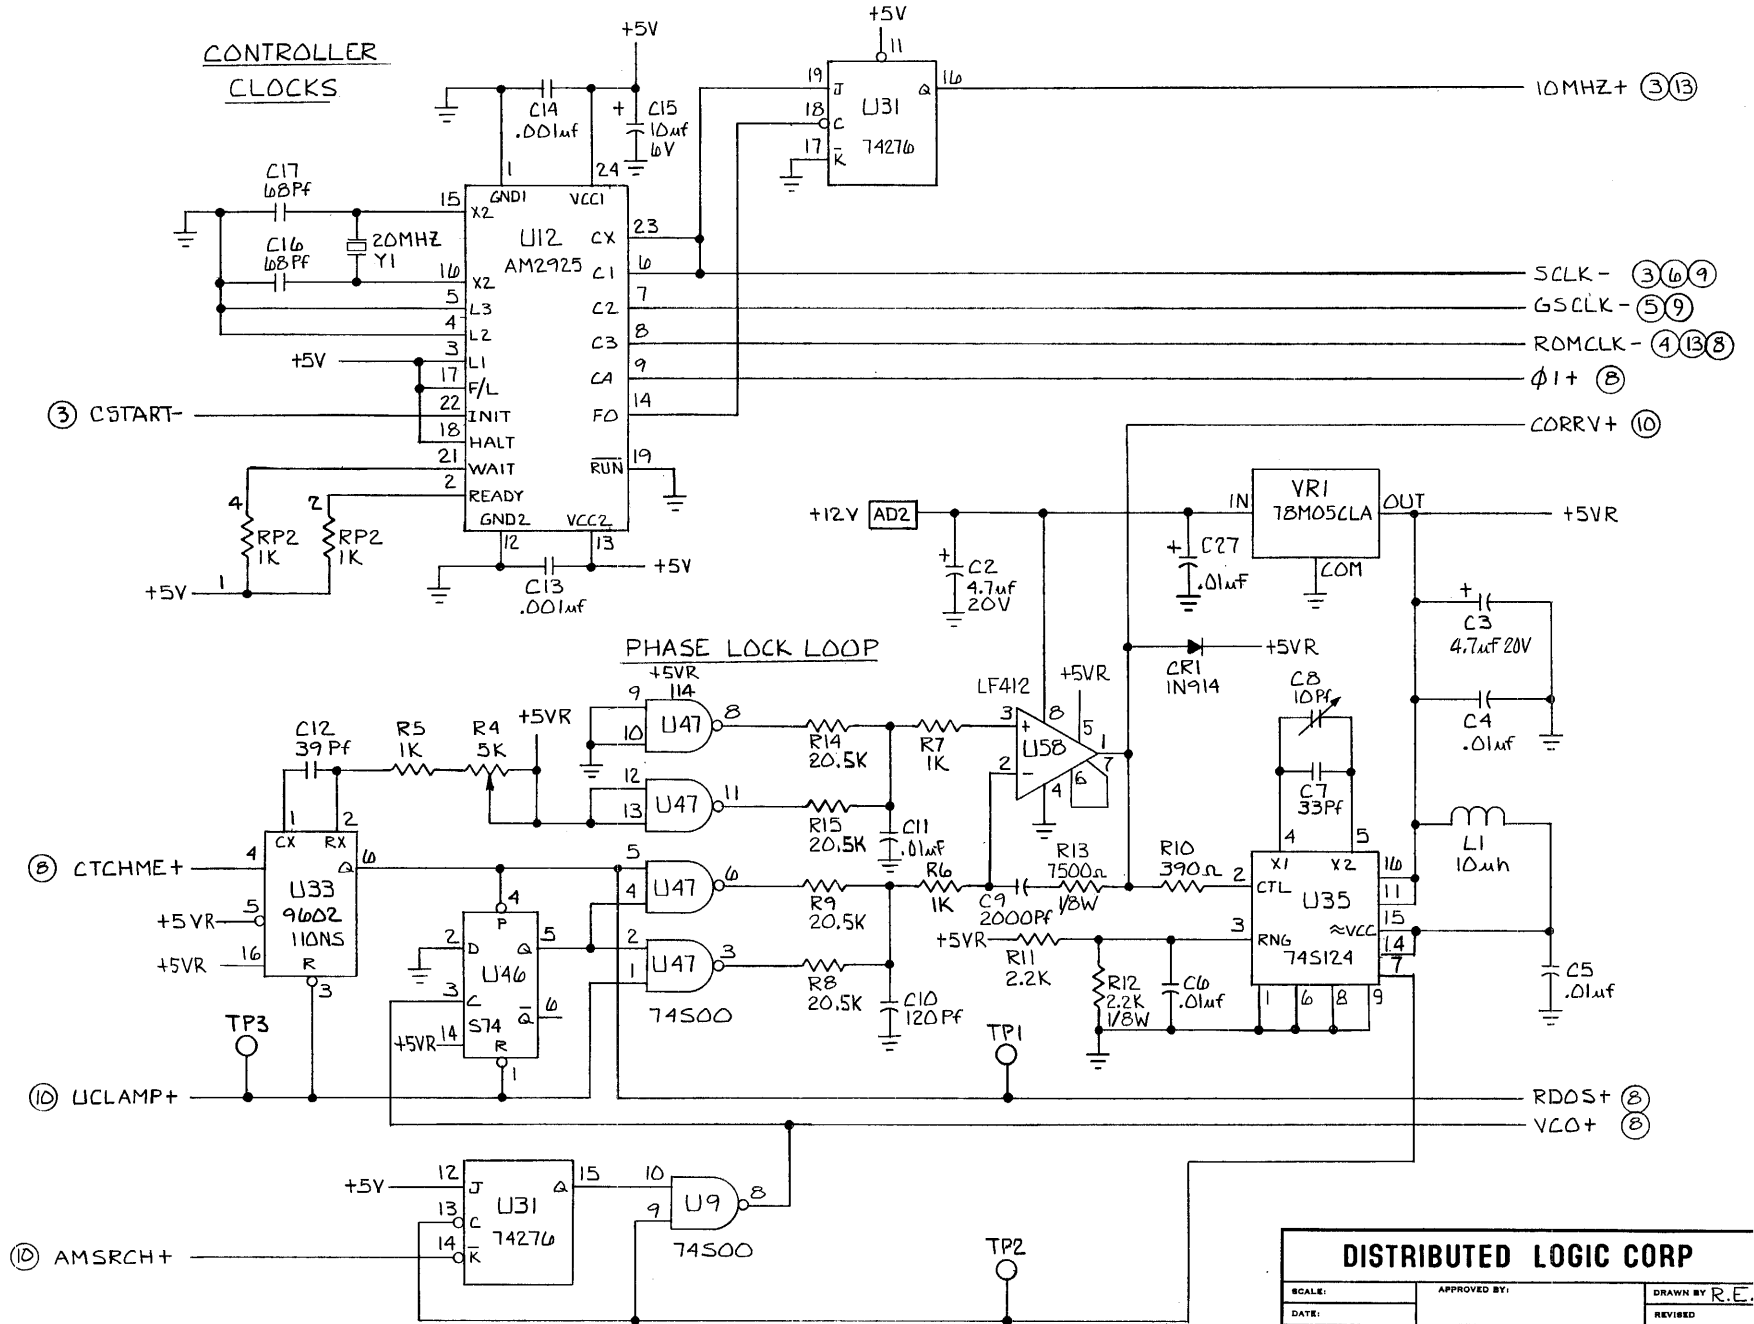 CONTROLLER
CLOCKS
+5V
C14
.001uf
+ C15
10uf
6V
1
24
GND1 VCC1
C17
68Pf
C16
68Pf
20MHZ
Y1
15 X2
16 X2
5 L3
4 L2
+5V
3 L1
17 F/L
22 INIT
18 HALT
21 WAIT
2 READY
U12
AM2925
CX 23
C1 6
C2 7
C3 8
CA 9
FO 14
RUN 19
GND2 VCC2
12
13
C13
.001uf
+5V
③ CSTART-
4
RP2
1K
2
RP2
1K
+5V 1
+5V
11
19 J
18 C
17 K
Q 16
U31
74276
10MHZ+ ③⑬
SCLK- ③⑥⑨
GSCLK- ⑤⑨
ROMCLK- ④⑬⑧
φ1+ ⑧
CORRV+ ⑩
+12V AD2
+ C2
4.7uf
20V
+ C27
.01uf
IN
VR1
78M05CLA
OUT
COM
+5VR
+
C3
4.7uf 20V
C4
.01uf
PHASE LOCK LOOP
+5VR
14
9
10
U47
8
12
13
U47
11
5
4
U47
6
2
1
U47
3
74S00
R14
20.5K
R15
20.5K
R9
20.5K
R8
20.5K
R7
1K
C11
.01uf
R6
1K
C10
120Pf
LF412
3 +
2 -
U58
8
+5VR
5
1
7
6
4
CR1
1N914
+5VR
C9
2000Pf
R13
7500Ω
1/8W
R10
390Ω
+5VR
R11
2.2K
R12
2.2K
1/8W
C6
.01uf
C8
10Pf
C7
33Pf
4
5
X1 X2
2 CTL
3 RNG
U35
≈VCC
74S124
16
11
15
14
7
1 6 8 9
L1
10uh
C5
.01uf
C12
39Pf
R5
1K
R4
5K
+5VR
1
2
CX RX
⑧ CTCHME+
4
Q 6
U33
9602
110NS
+5VR 5
+5VR 16
R
3
4
P
2 D
Q 5
U46
3 C
S74
Q 6
+5VR 14
R
1
TP3
⑩ UCLAMP+
TP1
RDOS+ ⑧
VCO+ ⑧
+5V 12 J
13 C
14 K
Q 15
U31
74276
⑩ AMSRCH+
10
9
U9
8
74S00
TP2
DISTRIBUTED LOGIC CORP
SCALE:
APPROVED BY:
DRAWN BY R.E.
DATE:
REVISED